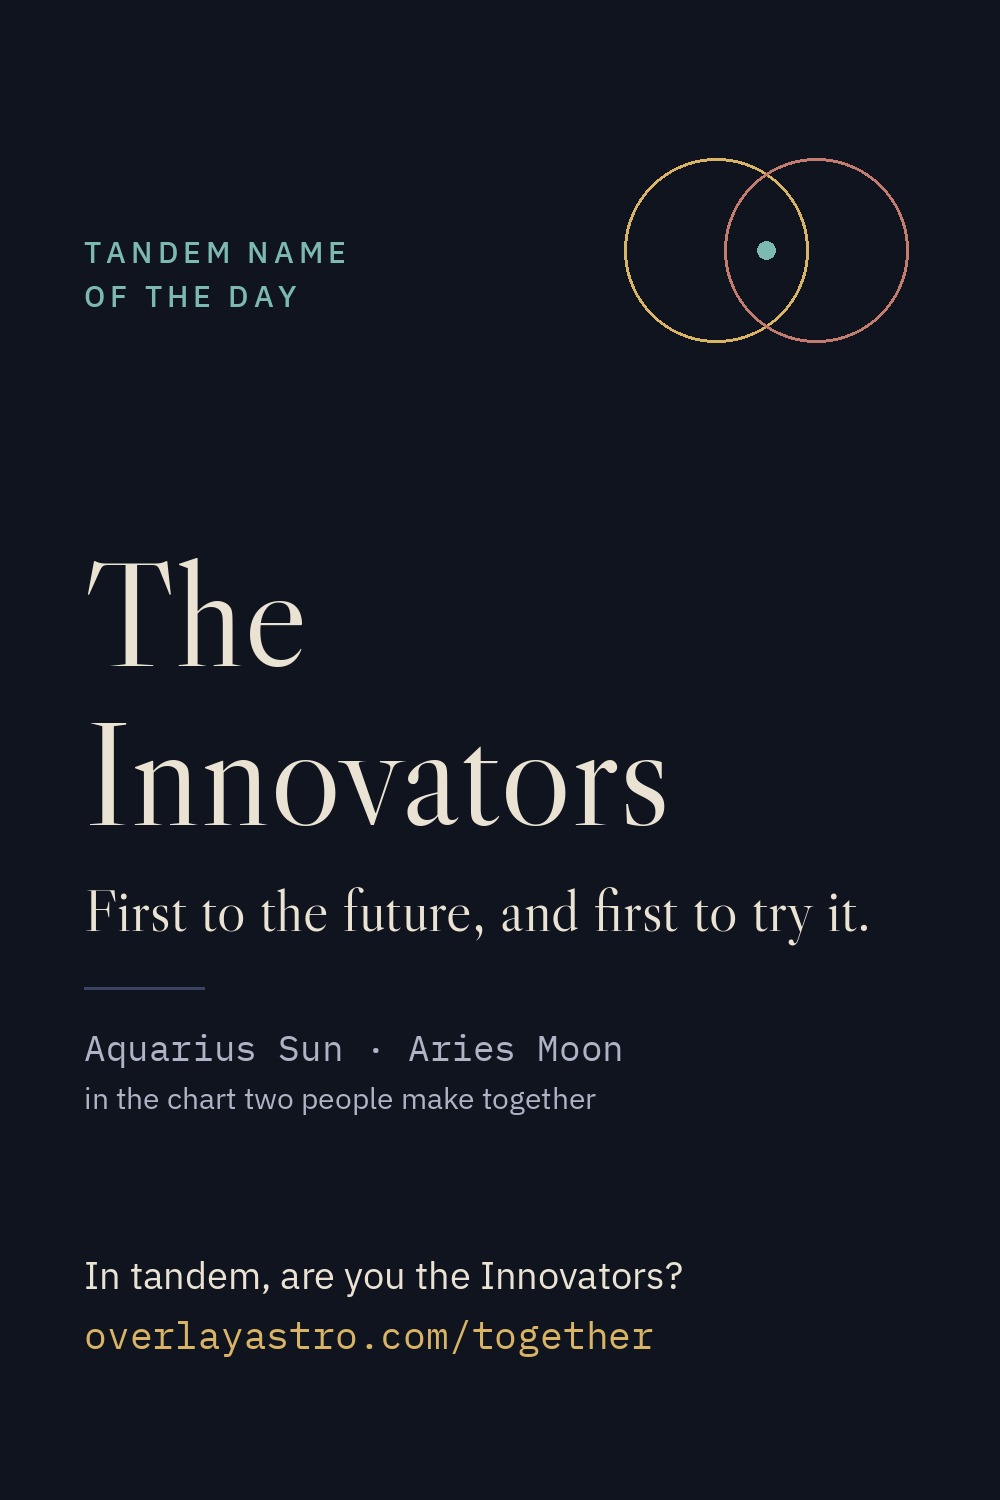 TANDEM NAME
OF THE DAY
The
Innovators
First to the future, and first to try it.
Aquarius Sun · Aries Moon
in the chart two people make together
In tandem, are you the Innovators?
overlayastro.com/together